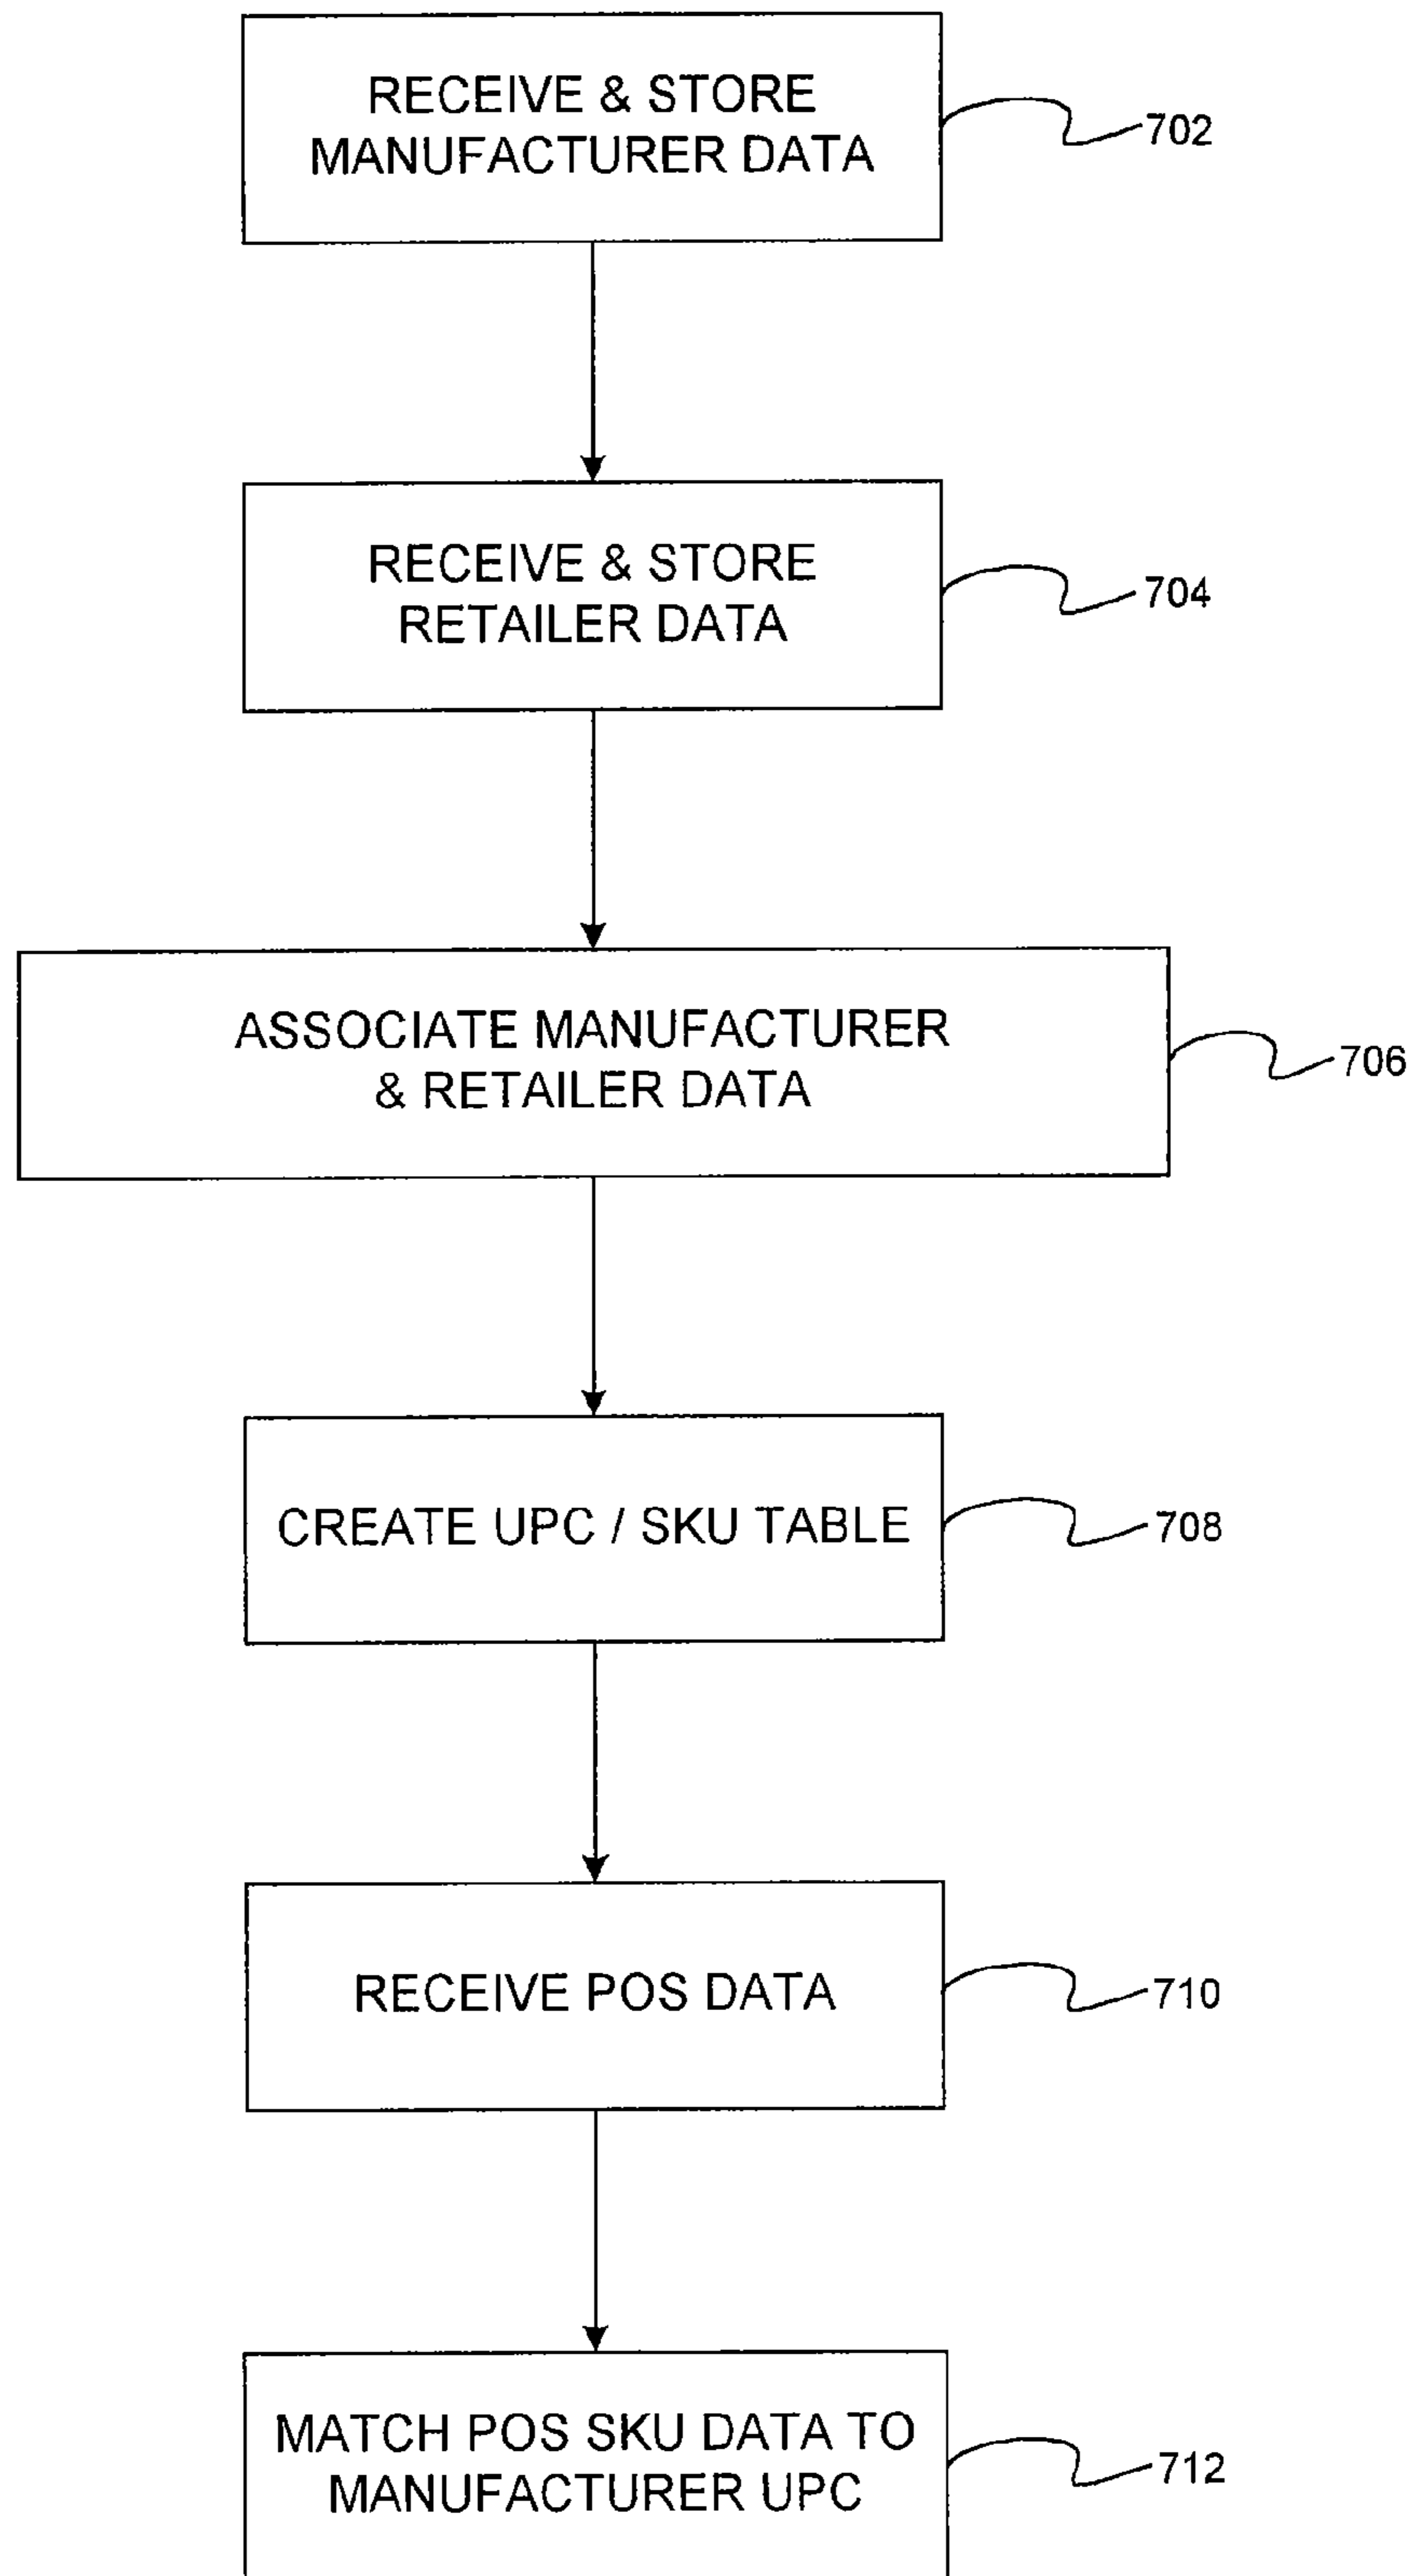 RECEIVE & STORE
MANUFACTURER DATA
702
RECEIVE & STORE
RETAILER DATA
704
ASSOCIATE MANUFACTURER
& RETAILER DATA
706
CREATE UPC / SKU TABLE
708
RECEIVE POS DATA
710
MATCH POS SKU DATA TO
MANUFACTURER UPC
712